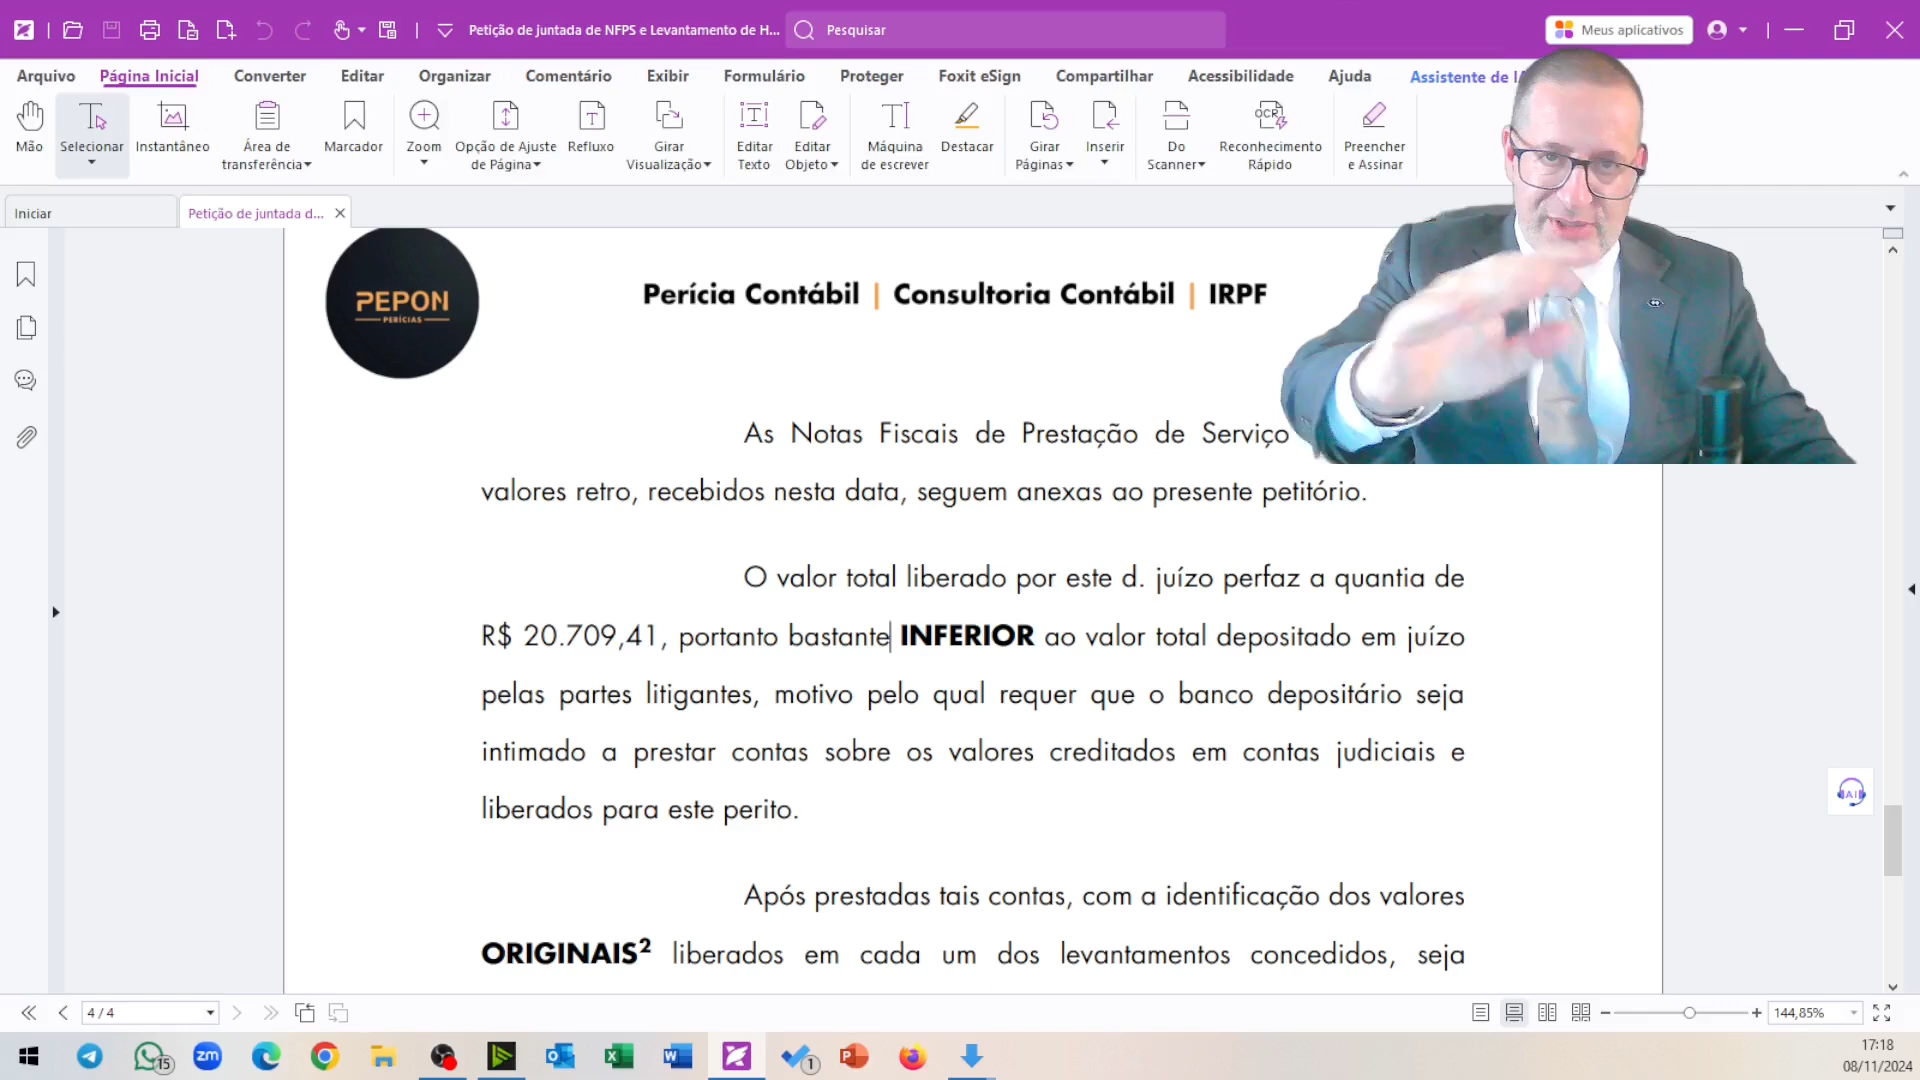 Petição de juntada de NFPS e Levantamento de H...
Pesquisar
Meus aplicativos
Arquivo
Página Inicial
Converter
Editar
Organizar
Comentário
Exibir
Formulário
Proteger
Foxit eSign
Compartilhar
Acessibilidade
Ajuda
Assistente de
Mão
Selecionar
Instantâneo
Área de
transferência
Marcador
Zoom
Opção de Ajuste
de Página
Refluxo
Girar
Visualização
Editar
Texto
Editar
Objeto
Máquina
de escrever
Destacar
Girar
Páginas
Inserir
Do
Scanner
OCR
Reconhecimento
Rápido
Preencher
e Assinar
Iniciar
Petição de juntada d...
PEPON
PERÍCIAS
Perícia Contábil | Consultoria Contábil | IRPF
As Notas Fiscais de Prestação de Serviço
valores retro, recebidos nesta data, seguem anexas ao presente petitório.
O valor total liberado por este d. juízo perfaz a quantia de
R$ 20.709,41, portanto bastante INFERIOR ao valor total depositado em juízo
pelas partes litigantes, motivo pelo qual requer que o banco depositário seja
intimado a prestar contas sobre os valores creditados em contas judiciais e
liberados para este perito.
Após prestadas tais contas, com a identificação dos valores
ORIGINAIS² liberados em cada um dos levantamentos concedidos, seja
AI
4 / 4
144,85%
15
zm
1
17:18
08/11/2024